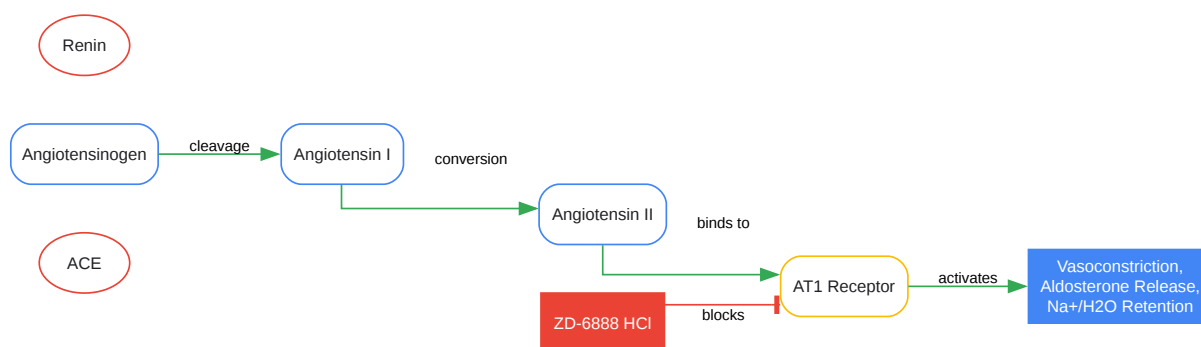 Renin
Angiotensinogen
cleavage
Angiotensin I
conversion
Angiotensin II
binds to
ACE
AT1 Receptor
activates
Vasoconstriction,
Aldosterone Release,
Na+/H2O Retention
ZD-6888 HCl
blocks